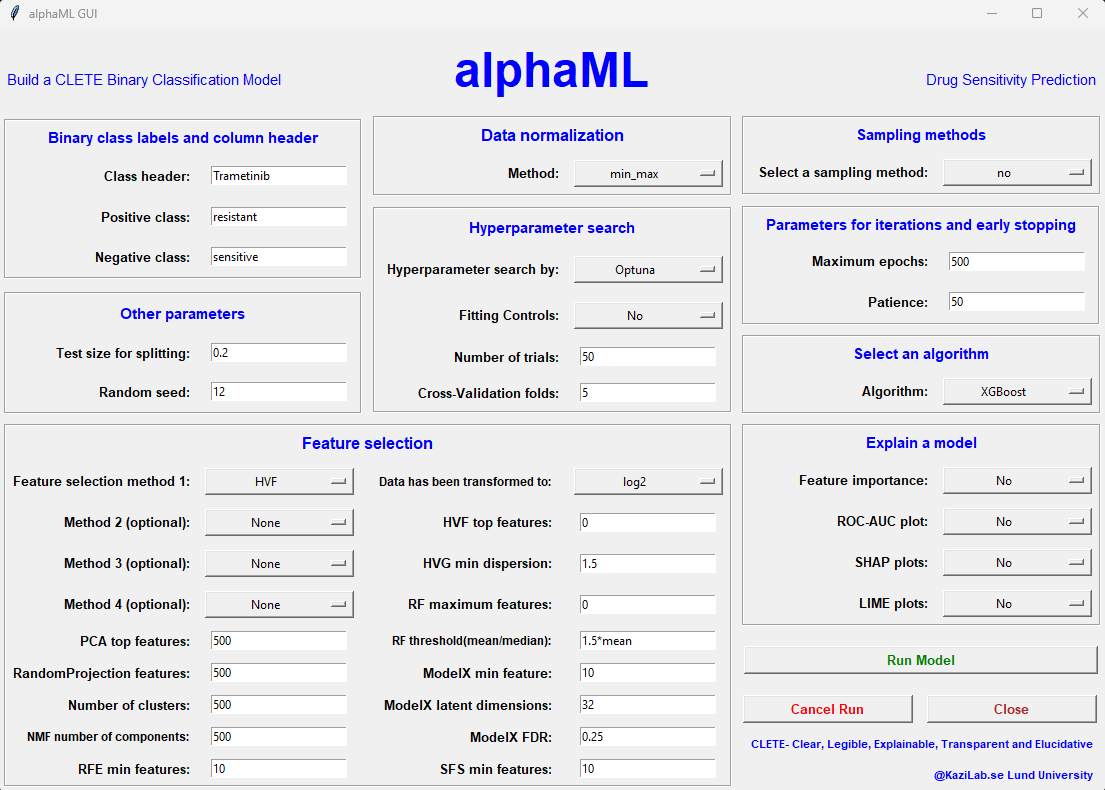 alphaML GUI
Build a CLETE Binary Classification Model
alphaML
Drug Sensitivity Prediction
Binary class labels and column header
Class header: Trametinib
Positive class: resistant
Negative class: sensitive
Other parameters
Test size for splitting: 0.2
Random seed: 12
Data normalization
Method: min_max
Hyperparameter search
Hyperparameter search by: Optuna
Fitting Controls: No
Number of trials: 50
Cross-Validation folds: 5
Sampling methods
Select a sampling method: no
Parameters for iterations and early stopping
Maximum epochs: 500
Patience: 50
Select an algorithm
Algorithm: XGBoost
Feature selection
Feature selection method 1: HVF
Method 2 (optional): None
Method 3 (optional): None
Method 4 (optional): None
PCA top features: 500
RandomProjection features: 500
Number of clusters: 500
NMF number of components: 500
RFE min features: 10
Data has been transformed to: log2
HVF top features: 0
HVG min dispersion: 1.5
RF maximum features: 0
RF threshold(mean/median): 1.5*mean
ModelX min feature: 10
ModelX latent dimensions: 32
ModelX FDR: 0.25
SFS min features: 10
Explain a model
Feature importance: No
ROC-AUC plot: No
SHAP plots: No
LIME plots: No
Run Model
Cancel Run
Close
CLETE- Clear, Legible, Explainable, Transparent and Elucidative
@KaziLab.se Lund University